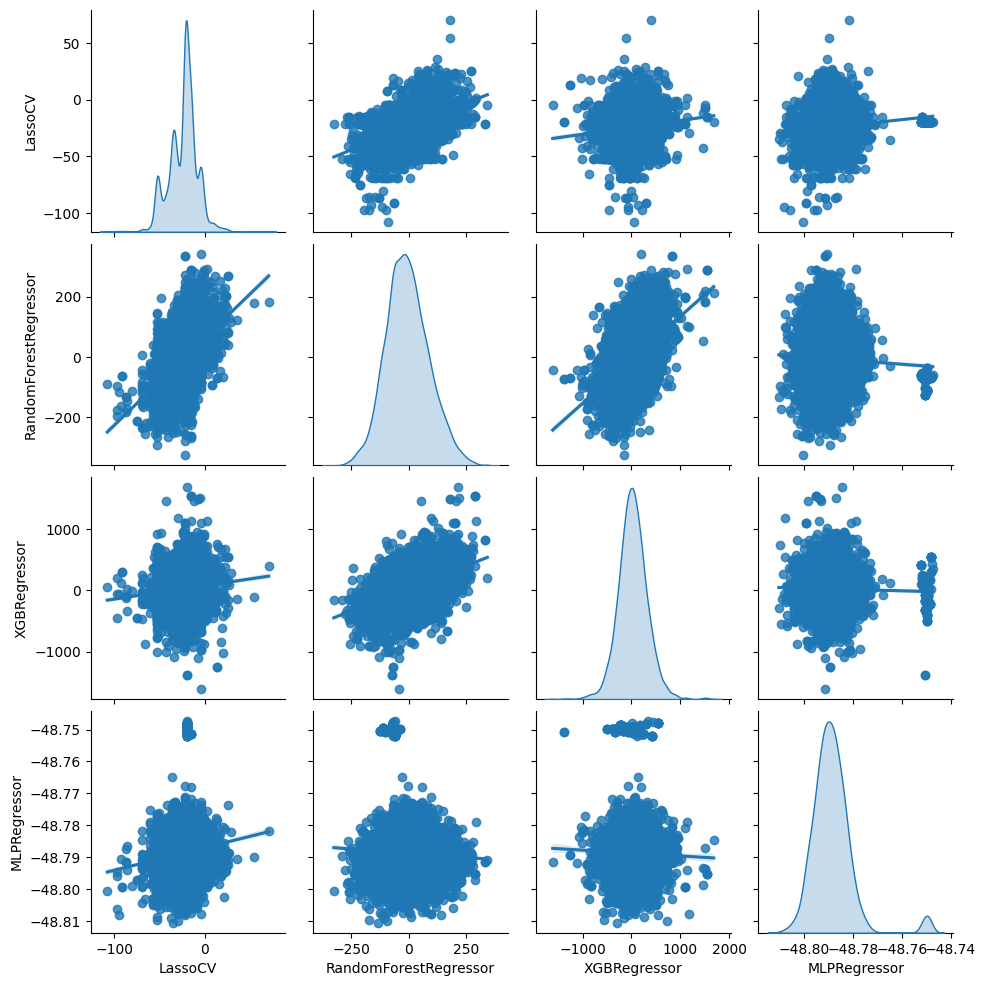 50
0
−50
−100
LassoCV
200
0
−200
RandomForestRegressor
1000
0
−1000
XGBRegressor
−48.75
−48.76
−48.77
−48.78
−48.79
−48.80
−48.81
MLPRegressor
−100 0
LassoCV
−250 0 250
RandomForestRegressor
−1000 0 1000 2000
XGBRegressor
−48.80 −48.78 −48.76 −48.74
MLPRegressor